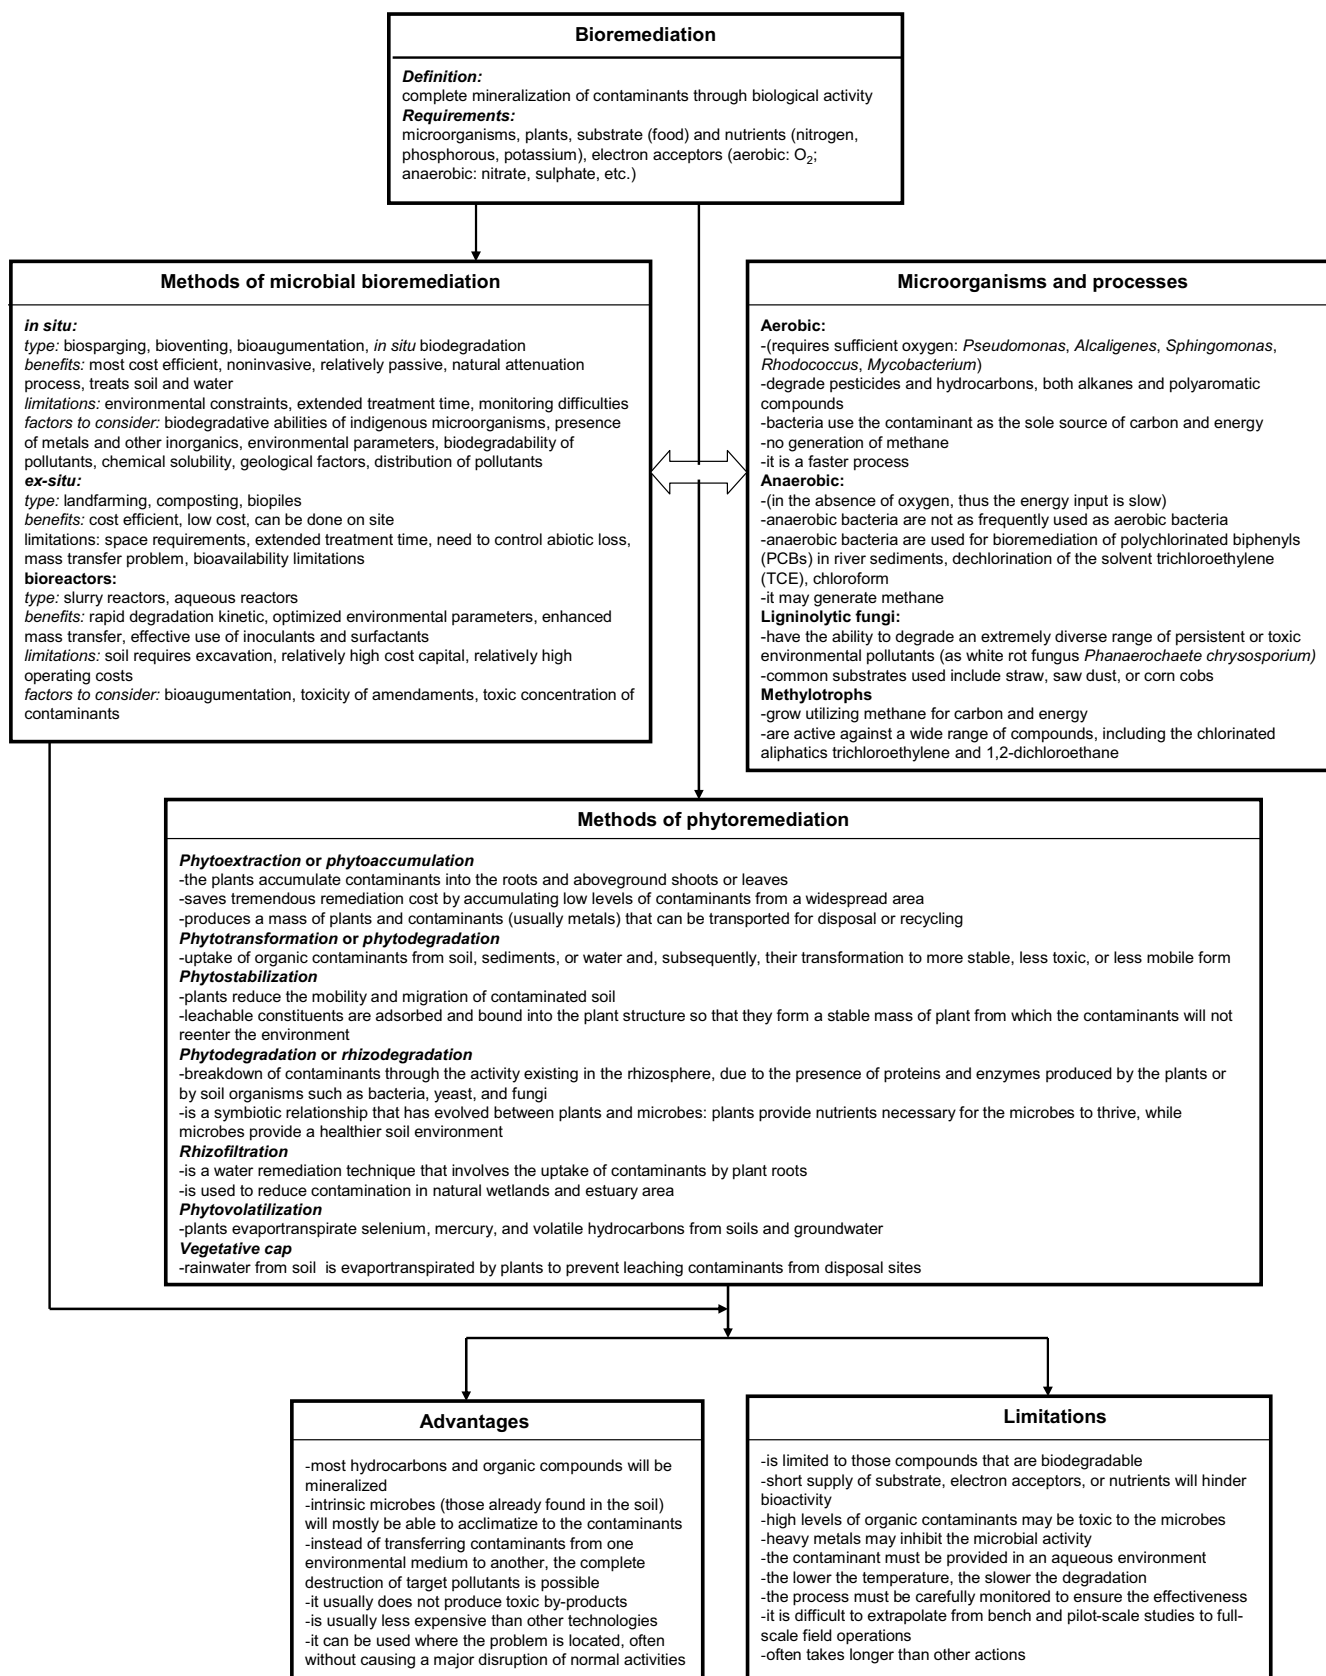 Bioremediation
Definition:
complete mineralization of contaminants through biological activity
Requirements:
microorganisms, plants, substrate (food) and nutrients (nitrogen,
phosphorous, potassium), electron acceptors (aerobic: O2;
anaerobic: nitrate, sulphate, etc.)
Methods of microbial bioremediation
in situ:
type: biosparging, bioventing, bioaugumentation, in situ biodegradation
benefits: most cost efficient, noninvasive, relatively passive, natural attenuation
process, treats soil and water
limitations: environmental constraints, extended treatment time, monitoring difficulties
factors to consider: biodegradative abilities of indigenous microorganisms, presence
of metals and other inorganics, environmental parameters, biodegradability of
pollutants, chemical solubility, geological factors, distribution of pollutants
ex-situ:
type: landfarming, composting, biopiles
benefits: cost efficient, low cost, can be done on site
limitations: space requirements, extended treatment time, need to control abiotic loss,
mass transfer problem, bioavailability limitations
bioreactors:
type: slurry reactors, aqueous reactors
benefits: rapid degradation kinetic, optimized environmental parameters, enhanced
mass transfer, effective use of inoculants and surfactants
limitations: soil requires excavation, relatively high cost capital, relatively high
operating costs
factors to consider: bioaugumentation, toxicity of amendaments, toxic concentration of
contaminants
Microorganisms and processes
Aerobic:
-(requires sufficient oxygen: Pseudomonas, Alcaligenes, Sphingomonas,
Rhodococcus, Mycobacterium)
-degrade pesticides and hydrocarbons, both alkanes and polyaromatic
compounds
-bacteria use the contaminant as the sole source of carbon and energy
-no generation of methane
-it is a faster process
Anaerobic:
-(in the absence of oxygen, thus the energy input is slow)
-anaerobic bacteria are not as frequently used as aerobic bacteria
-anaerobic bacteria are used for bioremediation of polychlorinated biphenyls
(PCBs) in river sediments, dechlorination of the solvent trichloroethylene
(TCE), chloroform
-it may generate methane
Ligninolytic fungi:
-have the ability to degrade an extremely diverse range of persistent or toxic
environmental pollutants (as white rot fungus Phanaerochaete chrysosporium)
-common substrates used include straw, saw dust, or corn cobs
Methylotrophs
-grow utilizing methane for carbon and energy
-are active against a wide range of compounds, including the chlorinated
aliphatics trichloroethylene and 1,2-dichloroethane
Methods of phytoremediation
Phytoextraction or phytoaccumulation
-the plants accumulate contaminants into the roots and aboveground shoots or leaves
-saves tremendous remediation cost by accumulating low levels of contaminants from a widespread area
-produces a mass of plants and contaminants (usually metals) that can be transported for disposal or recycling
Phytotransformation or phytodegradation
-uptake of organic contaminants from soil, sediments, or water and, subsequently, their transformation to more stable, less toxic, or less mobile form
Phytostabilization
-plants reduce the mobility and migration of contaminated soil
-leachable constituents are adsorbed and bound into the plant structure so that they form a stable mass of plant from which the contaminants will not
reenter the environment
Phytodegradation or rhizodegradation
-breakdown of contaminants through the activity existing in the rhizosphere, due to the presence of proteins and enzymes produced by the plants or
by soil organisms such as bacteria, yeast, and fungi
-is a symbiotic relationship that has evolved between plants and microbes: plants provide nutrients necessary for the microbes to thrive, while
microbes provide a healthier soil environment
Rhizofiltration
-is a water remediation technique that involves the uptake of contaminants by plant roots
-is used to reduce contamination in natural wetlands and estuary area
Phytovolatilization
-plants evaportranspirate selenium, mercury, and volatile hydrocarbons from soils and groundwater
Vegetative cap
-rainwater from soil is evaportranspirated by plants to prevent leaching contaminants from disposal sites
Advantages
-most hydrocarbons and organic compounds will be
mineralized
-intrinsic microbes (those already found in the soil)
will mostly be able to acclimatize to the contaminants
-instead of transferring contaminants from one
environmental medium to another, the complete
destruction of target pollutants is possible
-it usually does not produce toxic by-products
-is usually less expensive than other technologies
-it can be used where the problem is located, often
without causing a major disruption of normal activities
Limitations
-is limited to those compounds that are biodegradable
-short supply of substrate, electron acceptors, or nutrients will hinder
bioactivity
-high levels of organic contaminants may be toxic to the microbes
-heavy metals may inhibit the microbial activity
-the contaminant must be provided in an aqueous environment
-the lower the temperature, the slower the degradation
-the process must be carefully monitored to ensure the effectiveness
-it is difficult to extrapolate from bench and pilot-scale studies to full-
scale field operations
-often takes longer than other actions